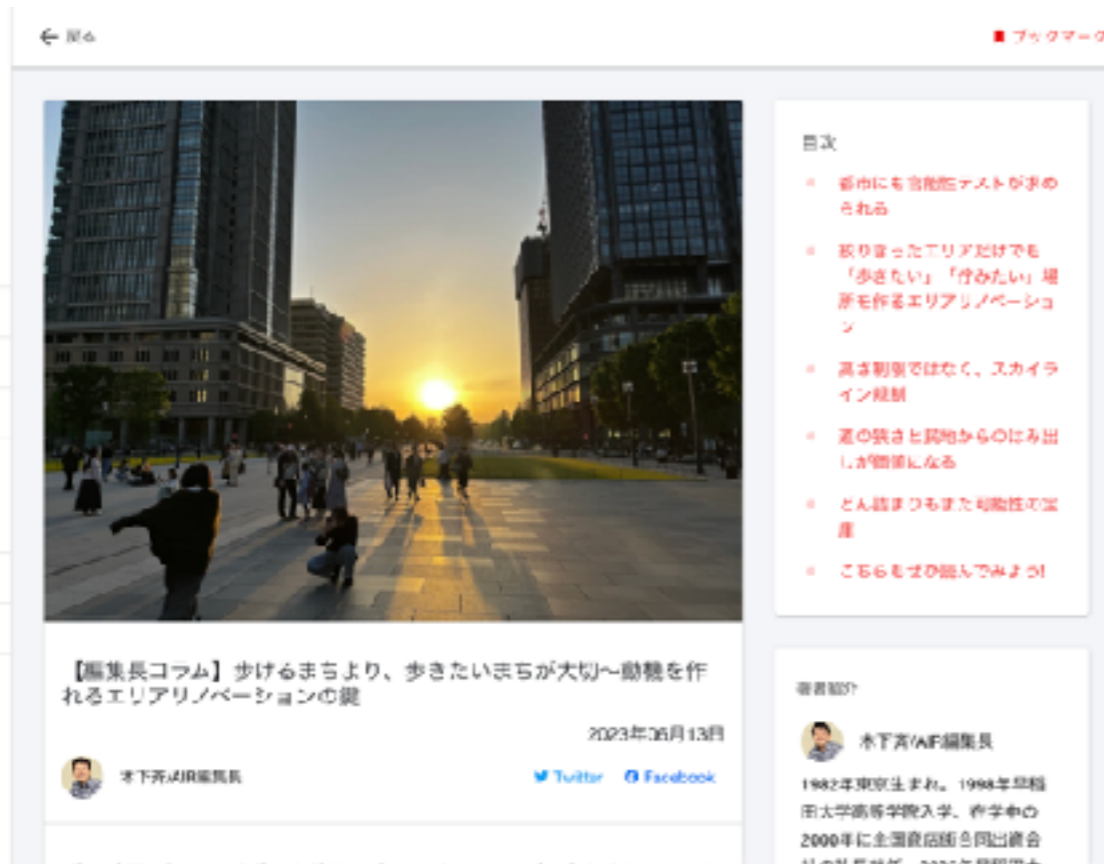 ← 戻る
ブックマーク
【編集長コラム】歩けるまちより、歩きたいまちが大切〜動機を作
れるエリアリノベーションの鍵
2023年06月13日
木下斉/AIR編集長
Twitter
Facebook
目次
都市にも官能性テストが求め
られる
絞り言ったエリアだけでも
「歩きたい」「佇みたい」場
所を作るエリアリノベーショ
ン
高さ制限ではなく、スカイラ
イン規制
道の狭さと民地からのはみ出
しが価値になる
どん詰まりもまた可能性の宝
庫
こちらもぜひ読んでみよう!
著者紹介
木下斉/AIR編集長
1982年東京生まれ。1998年早稲
田大学高等学院入学、在学中の
2000年に全国商店街合同出資会